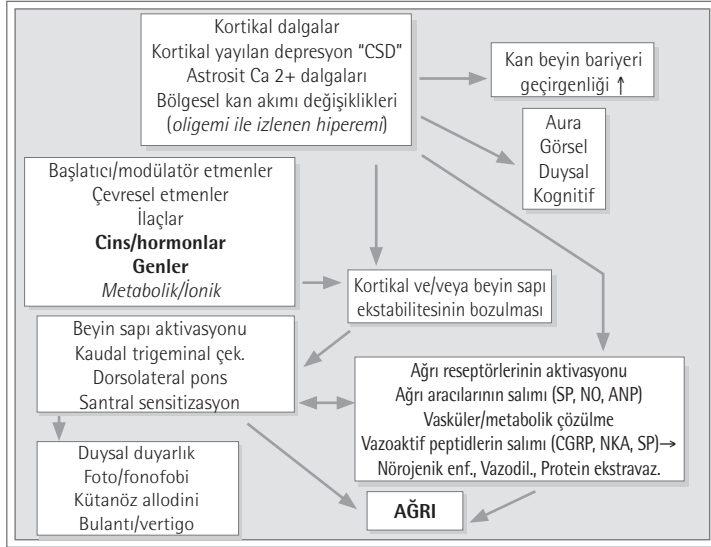 Kortikal dalgalar
Kortikal yayılan depresyon "CSD"
Astrosit Ca 2+ dalgaları
Bölgesel kan akımı değişiklikleri
(oligemi ile izlenen hiperemi)
Kan beyin bariyeri
geçirgenliği ↑
Aura
Görsel
Duysal
Kognitif
Başlatıcı/modülatör etmenler
Çevresel etmenler
İlaçlar
Cins/hormonlar
Genler
Metabolik/İonik
Kortikal ve/veya beyin sapı
ekstabilitesinin bozulması
Beyin sapı aktivasyonu
Kaudal trigeminal çek.
Dorsolateral pons
Santral sensitizasyon
Ağrı reseptörlerinin aktivasyonu
Ağrı aracılarının salımı (SP, NO, ANP)
Vasküler/metabolik çözülme
Vazoaktif peptidlerin salımı (CGRP, NKA, SP)→
Nörojenik enf., Vazodil., Protein ekstravaz.
Duysal duyarlık
Foto/fonofobi
Kütanöz allodini
Bulantı/vertigo
AĞRI